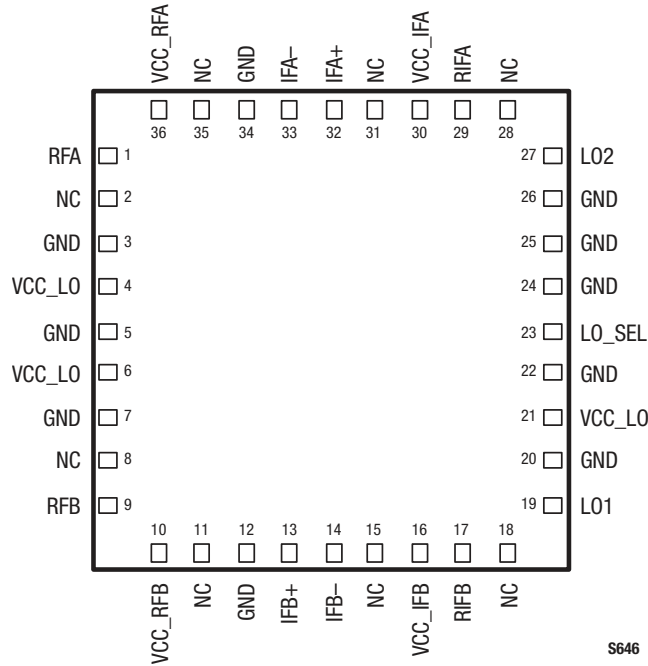 VCC_RFA NC GND IFA– IFA+ NC VCC_IFA RIFA NC
36 35 34 33 32 31 30 29 28
RFA 1 27 LO2
NC 2 26 GND
GND 3 25 GND
VCC_LO 4 24 GND
GND 5 23 LO_SEL
VCC_LO 6 22 GND
GND 7 21 VCC_LO
NC 8 20 GND
RFB 9 19 LO1
10 11 12 13 14 15 16 17 18
VCC_RFB NC GND IFB+ IFB– NC VCC_IFB RIFB NC
S646